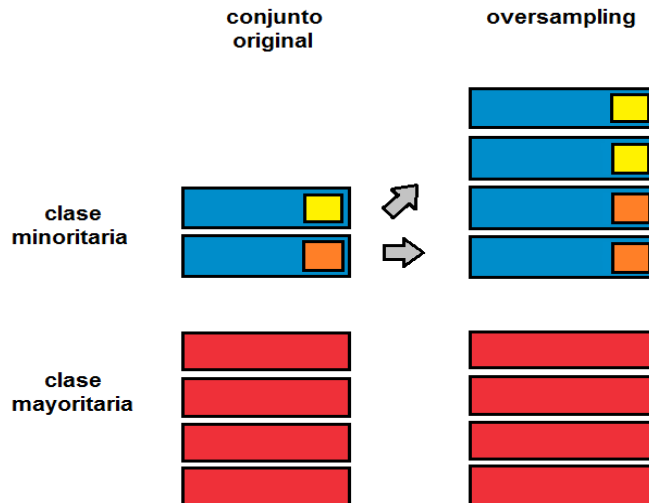 conjunto
original
oversampling
clase
minoritaria
clase
mayoritaria